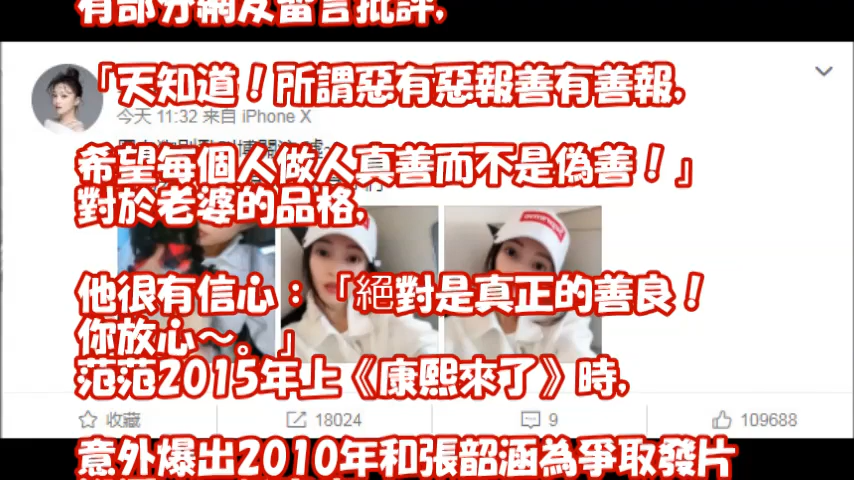 有部分網友留言批評,
「天知道！所謂惡有惡報善有善報,
今天 11:32 来自 iPhone X
希望每個人做人真善而不是偽善！」
對於老婆的品格,
他很有信心：「絕對是真正的善良！
你放心～。」
范范2015年上《康熙來了》時,
收藏
18024
9
109688
意外爆出2010年和張韶涵為爭取發片